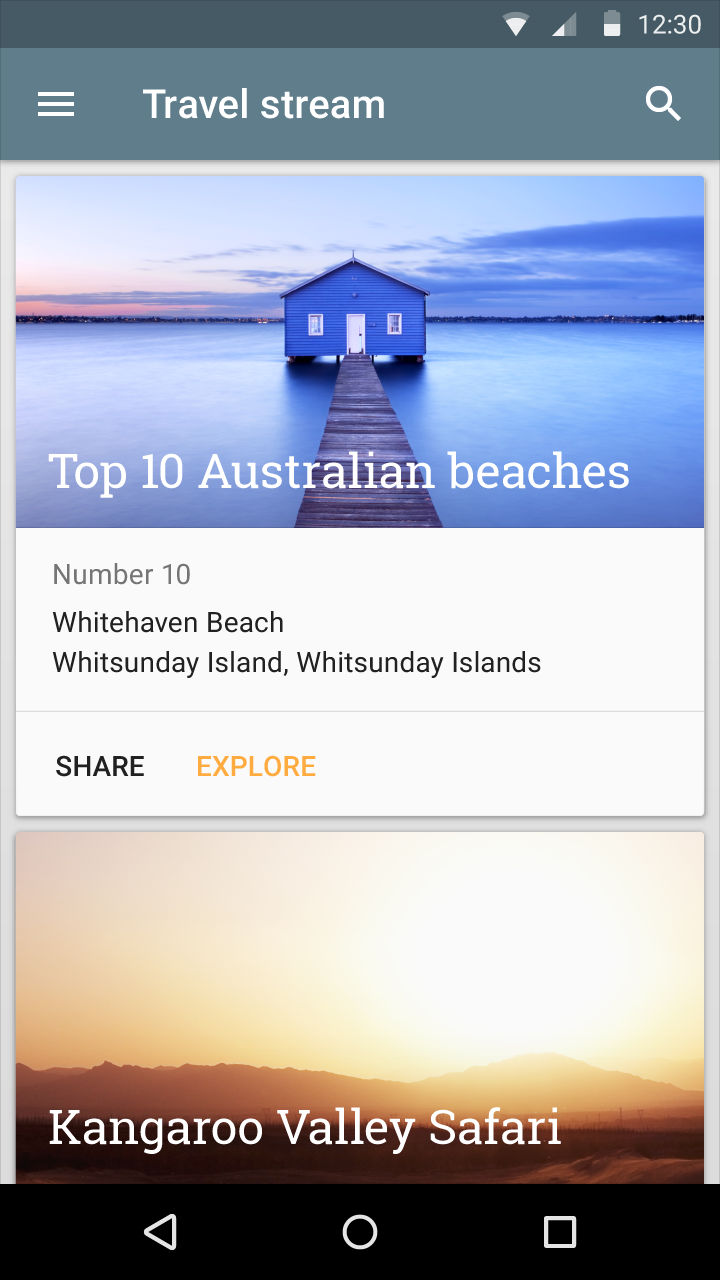 12:30
Travel stream
Top 10 Australian beaches
Number 10
Whitehaven Beach
Whitsunday Island, Whitsunday Islands
SHARE EXPLORE
Kangaroo Valley Safari